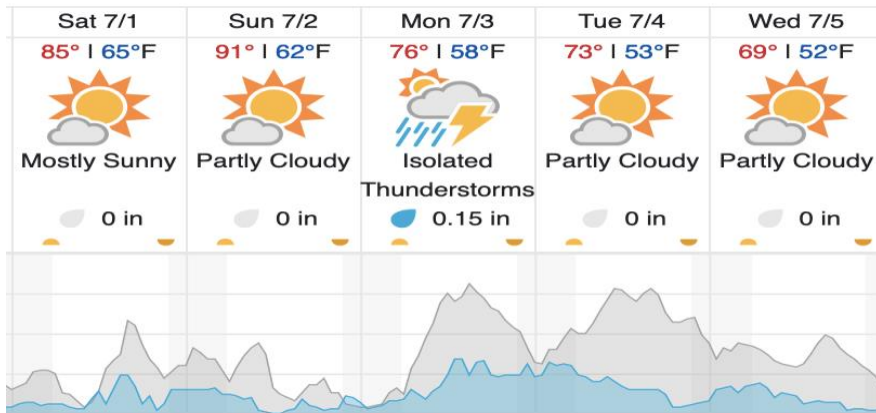 Sat 7/1
Sun 7/2
Mon 7/3
Tue 7/4
Wed 7/5
85° | 65°F
91° | 62°F
76° | 58°F
73° | 53°F
69° | 52°F
Mostly Sunny
Partly Cloudy
Isolated
Thunderstorms
Partly Cloudy
Partly Cloudy
0 in
0 in
0.15 in
0 in
0 in